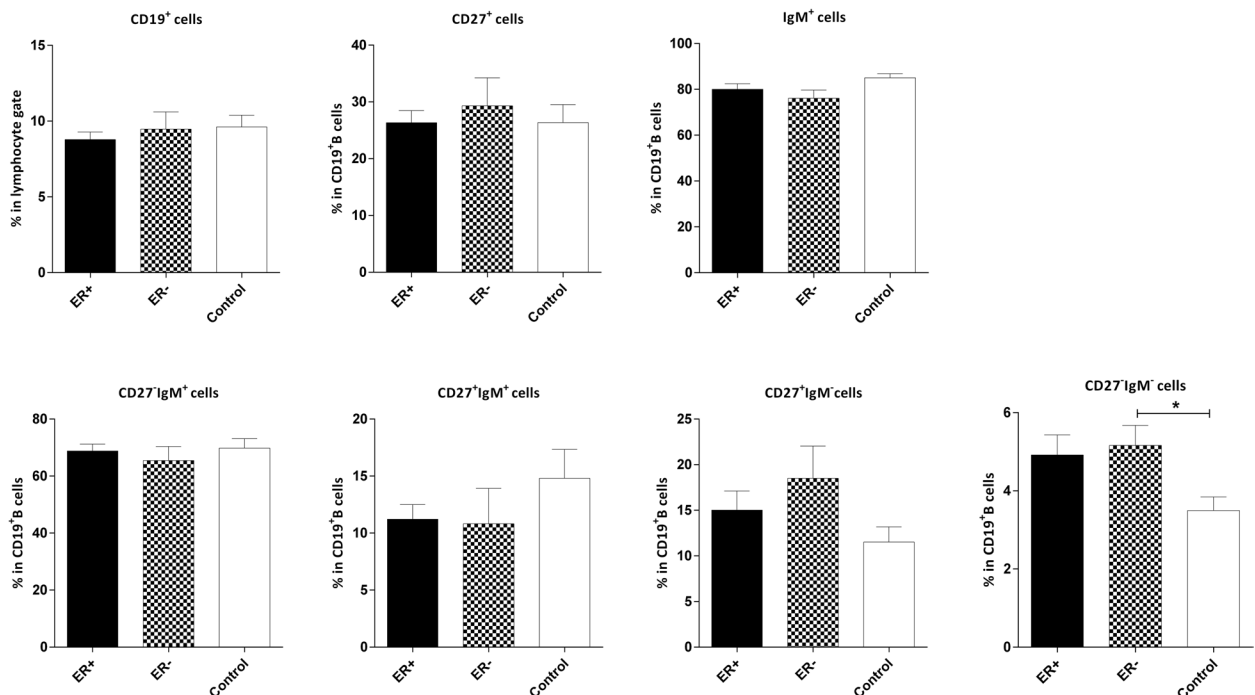 CD19⁺ cells
% in lymphocyte gate
15
10
5
0
ER+
ER-
Control
CD27⁺ cells
% in CD19⁺B cells
40
30
20
10
0
ER+
ER-
Control
IgM⁺ cells
% in CD19⁺B cells
100
80
60
40
20
0
ER+
ER-
Control
CD27⁻IgM⁺ cells
% in CD19⁺B cells
80
60
40
20
0
ER+
ER-
Control
CD27⁺IgM⁺ cells
% in CD19⁺B cells
20
15
10
5
0
ER+
ER-
Control
CD27⁺IgM⁻cells
% in CD19⁺B cells
25
20
15
10
5
0
ER+
ER-
Control
CD27⁻IgM⁻ cells
% in CD19⁺B cells
*
6
4
2
0
ER+
ER-
Control